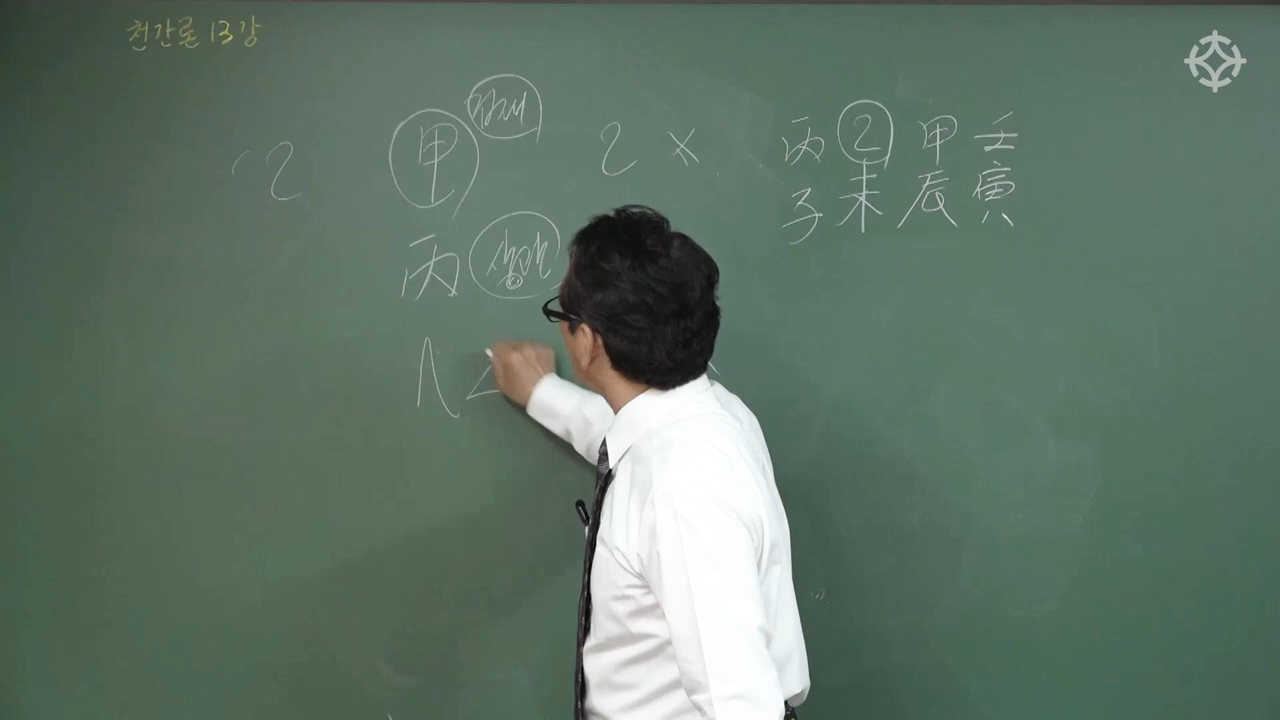 천간론 13강
乙 甲 乙 × 丙 乙 甲 壬
子 未 辰 寅
丙